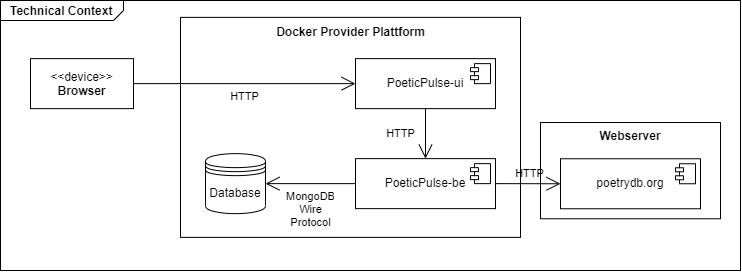 Technical Context
Docker Provider Plattform
<<device>>
Browser
HTTP
PoeticPulse-ui
HTTP
Webserver
Database
MongoDB
Wire
Protocol
PoeticPulse-be
HTTP
poetrydb.org